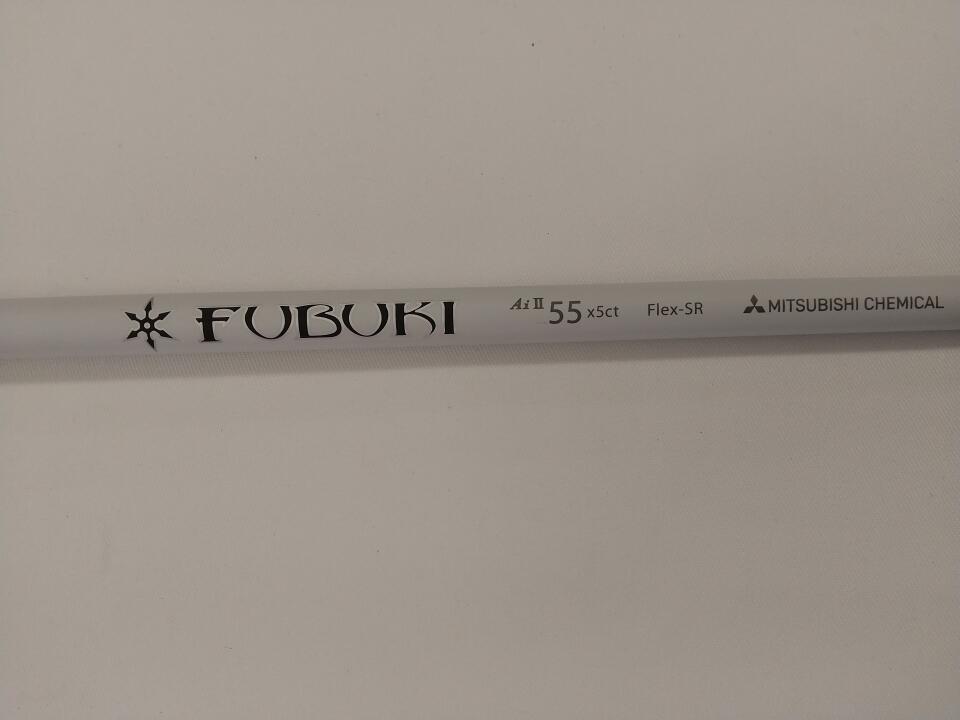 FUBUKI Ai II 55 x5ct Flex-SR MITSUBISHI CHEMICAL